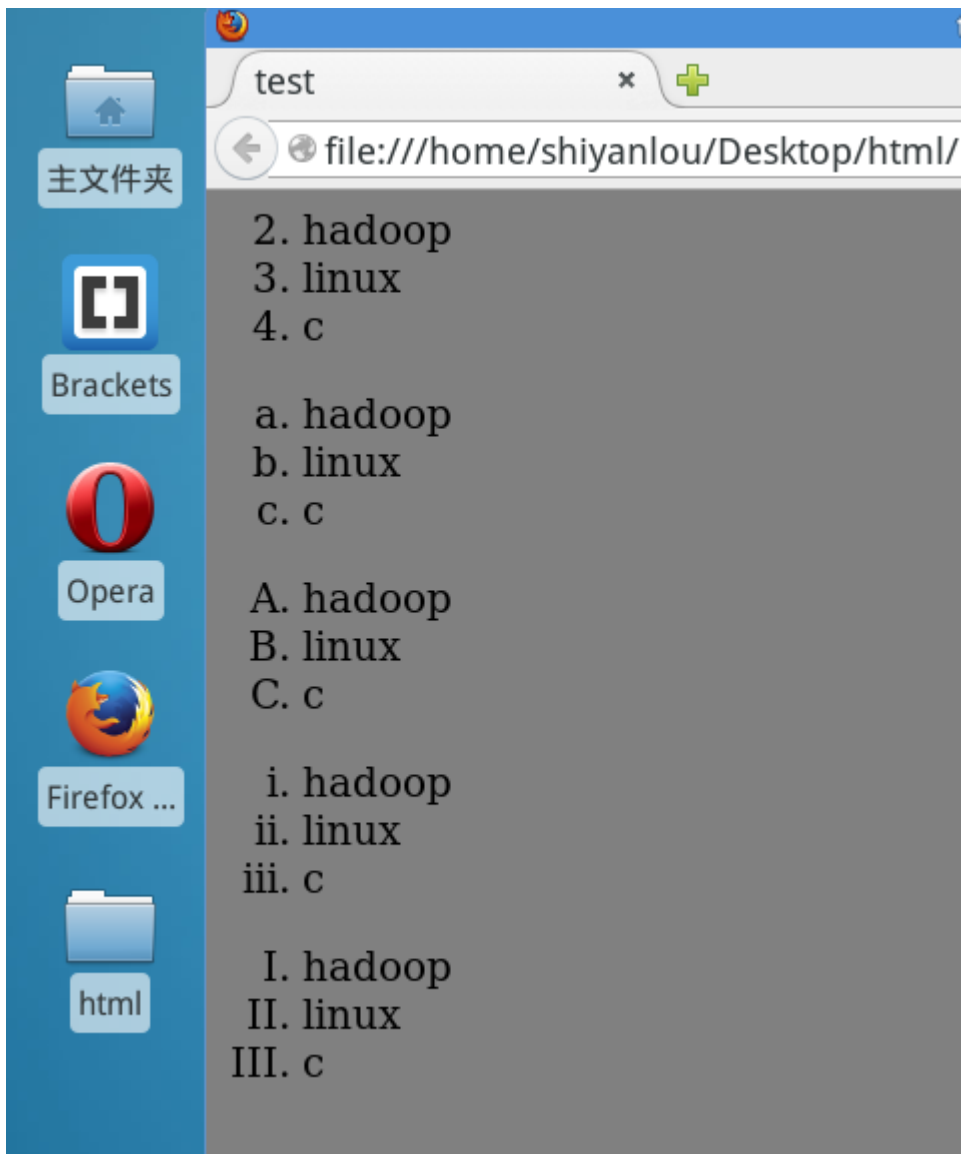 主文件夹
Brackets
Opera
Firefox ...
html
test
file:///home/shiyanlou/Desktop/html/
2. hadoop
3. linux
4. c
a. hadoop
b. linux
c. c
A. hadoop
B. linux
C. c
i. hadoop
ii. linux
iii. c
I. hadoop
II. linux
III. c